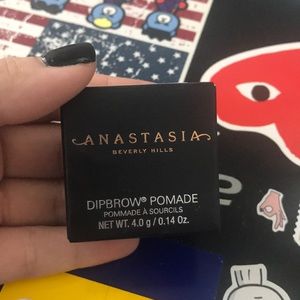 ANASTASIA
BEVERLY HILLS
DIPBROW® POMADE
POMMADE À SOURCILS
NET WT. 4.0 g / 0.14 Oz.